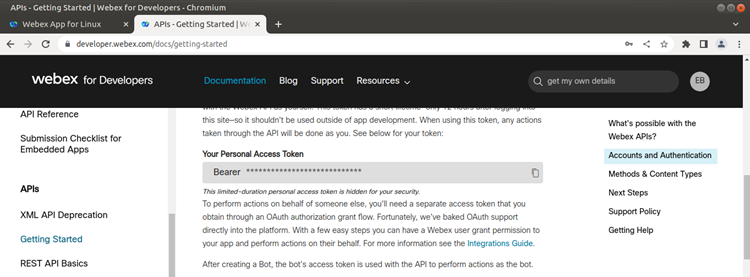 APIs - Getting Started | Webex for Developers - Chromium
Webex App for Linux
APIs - Getting Started | W
developer.webex.com/docs/getting-started
webex for Developers
Documentation Blog Support Resources
get my own details
EB
API Reference
Submission Checklist for
Embedded Apps
APIs
XML API Deprecation
Getting Started
REST API Basics
this site–so it shouldn't be used outside of app development. When using this token, any actions
taken through the API will be done as you. See below for your token:
Your Personal Access Token
Bearer ****************************
This limited-duration personal access token is hidden for your security.
To perform actions on behalf of someone else, you'll need a separate access token that you
obtain through an OAuth authorization grant flow. Fortunately, we've baked OAuth support
directly into the platform. With a few easy steps you can have a Webex user grant permission to
your app and perform actions on their behalf. For more information see the Integrations Guide.
After creating a Bot, the bot's access token is used with the API to perform actions as the bot.
What's possible with the
Webex APIs?
Accounts and Authentication
Methods & Content Types
Next Steps
Support Policy
Getting Help